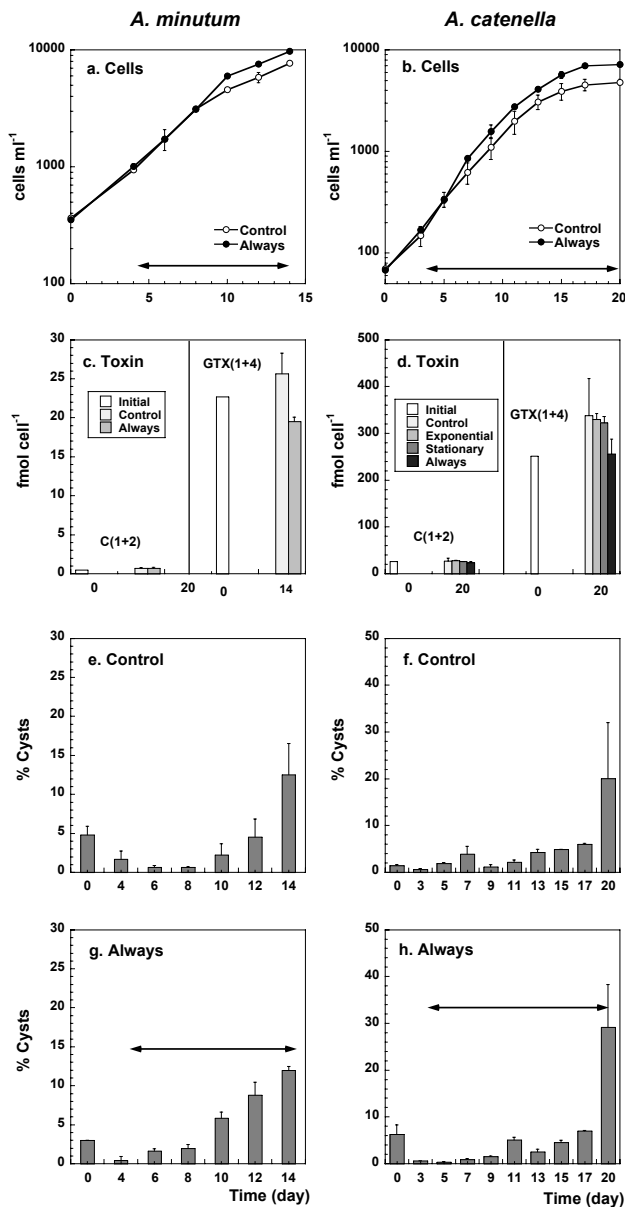 A. minutum
A. catenella
a. Cells
10000
1000
100
cells ml-1
Control
Always
0 5 10 15
b. Cells
10000
1000
100
cells ml-1
Control
Always
0 5 10 15 20
c. Toxin
30
25
20
15
10
5
0
fmol cell-1
Initial
Control
Always
GTX(1+4)
C(1+2)
0 20 0 14
d. Toxin
500
400
300
200
100
0
fmol cell-1
Initial
Control
Exponential
Stationary
Always
GTX(1+4)
C(1+2)
0 20 0 20
e. Control
30
25
20
15
10
5
0
% Cysts
0 4 6 8 10 12 14
f. Control
50
40
30
20
10
0
% Cysts
0 3 5 7 9 11 13 15 17 20
g. Always
30
25
20
15
10
5
0
% Cysts
0 4 6 8 10 12 14
Time (day)
h. Always
50
40
30
20
10
0
% Cysts
0 3 5 7 9 11 13 15 17 20
Time (day)